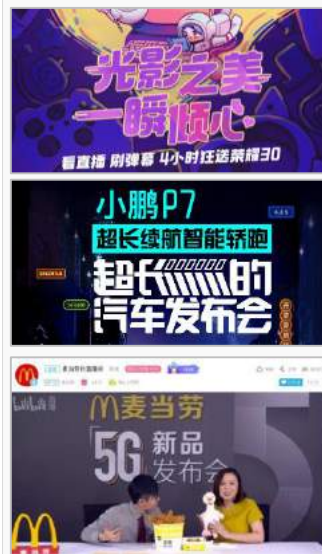 光影之美
一瞬倾心
看直播 刷弹幕 4小时狂送荣耀30
小鹏P7
超长续航智能轿跑
超长的
汽车发布会
bilibili
麦当劳
5G 新品
发布会